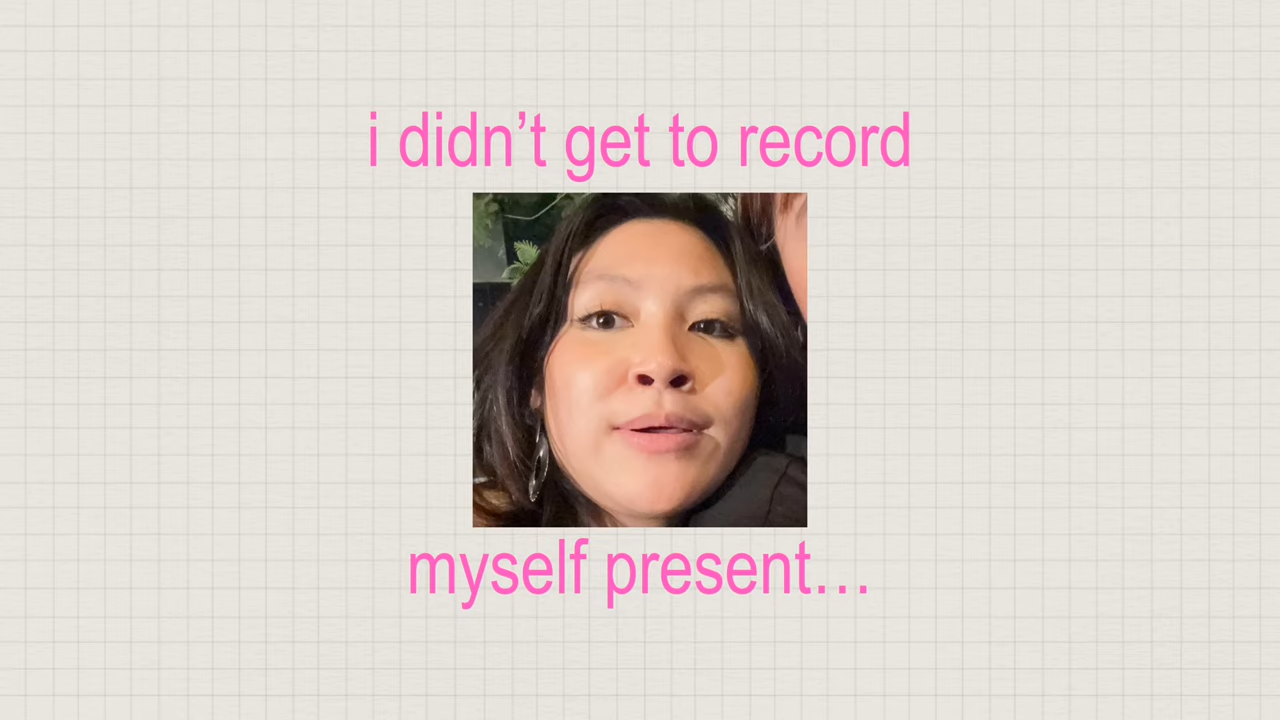 i didn’t get to record
myself present…